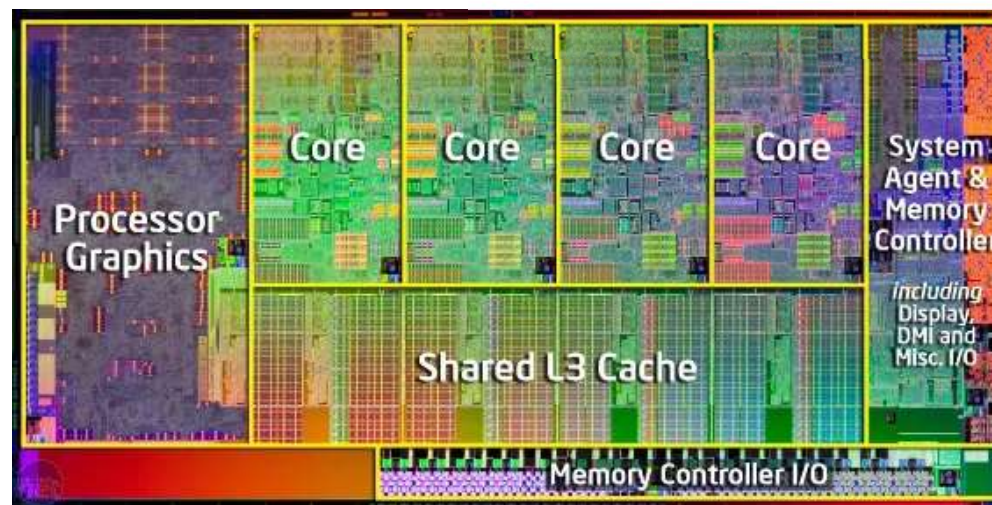 Processor
Graphics
Core
Core
Core
Core
System
Agent &
Memory
Controller
including
Display,
DMI and
Misc. I/O
Shared L3 Cache
Memory Controller I/O